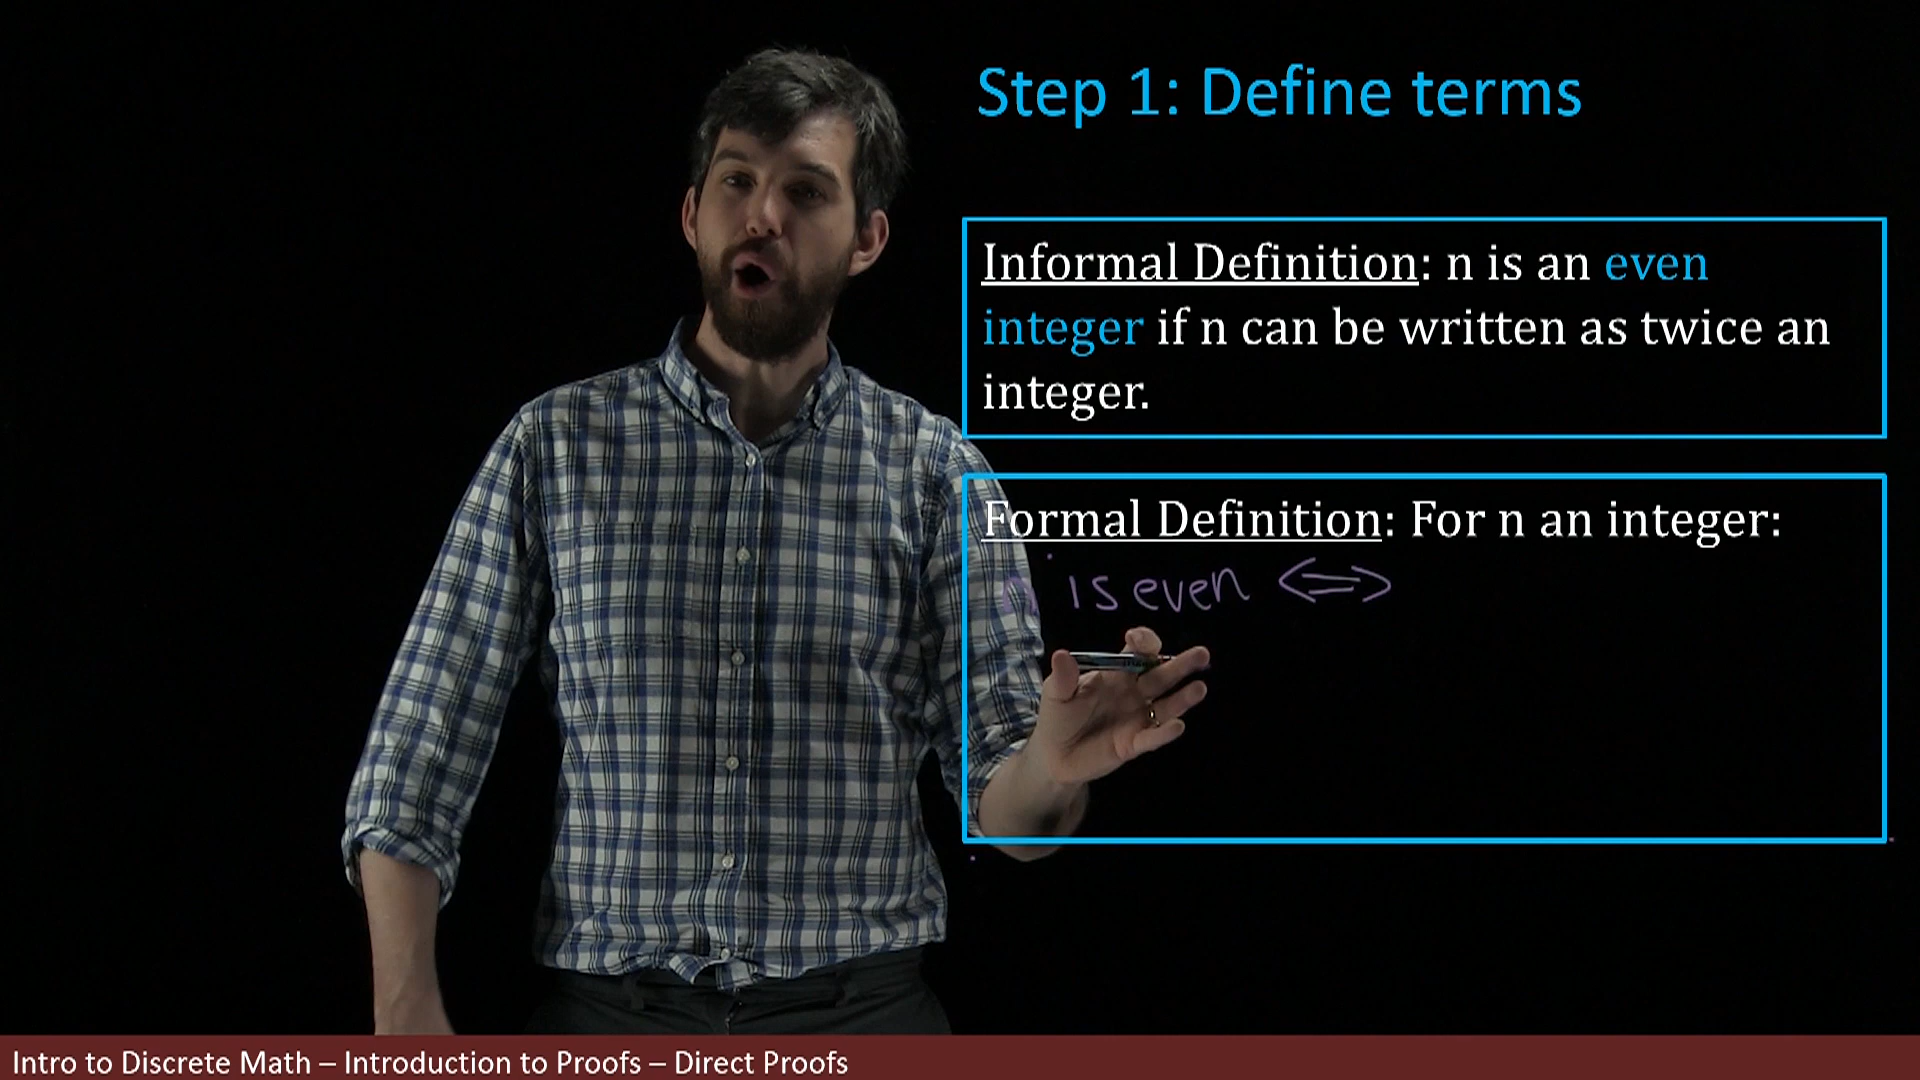 Step 1: Define terms
Informal Definition: n is an even
integer if n can be written as twice an
integer.
Formal Definition: For n an integer:
n is even ⟺
Intro to Discrete Math – Introduction to Proofs – Direct Proofs